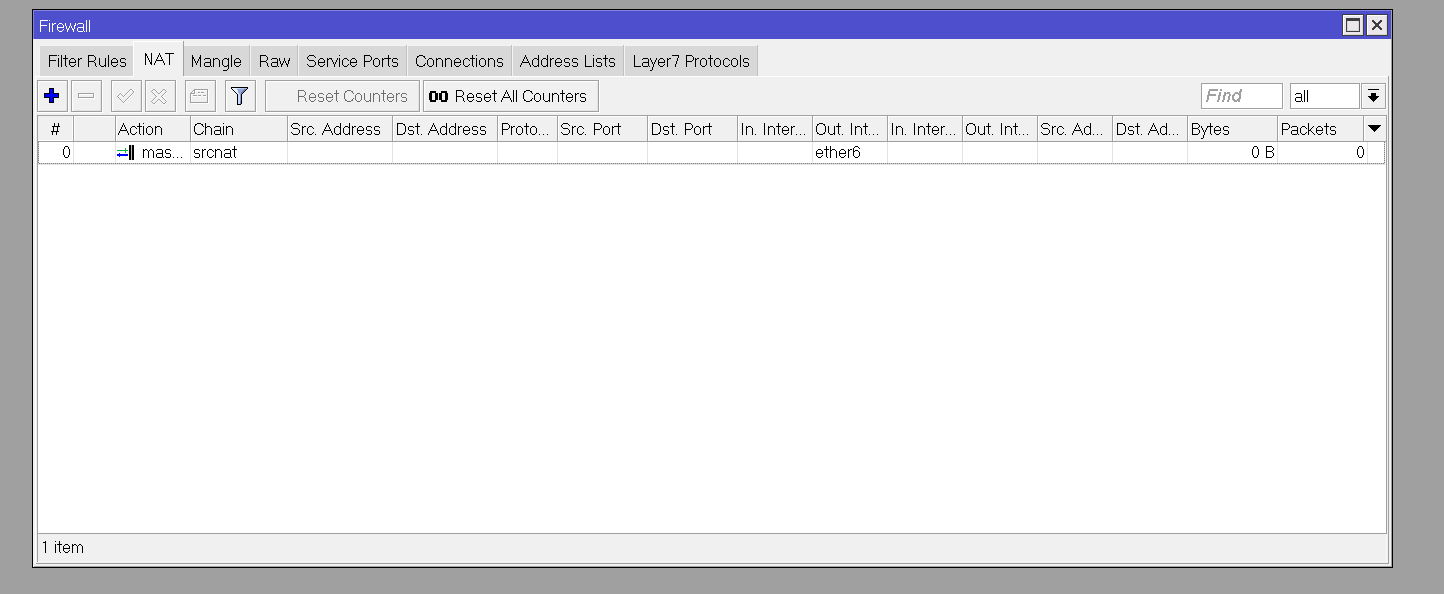 Firewall
Filter Rules NAT Mangle Raw Service Ports Connections Address Lists Layer7 Protocols
Reset Counters 00 Reset All Counters Find all
# Action Chain Src. Address Dst. Address Proto... Src. Port Dst. Port In. Inter... Out. Int... In. Inter... Out. Int... Src. Ad... Dst. Ad... Bytes Packets
0 mas... srcnat ether6 0 B 0
1 item